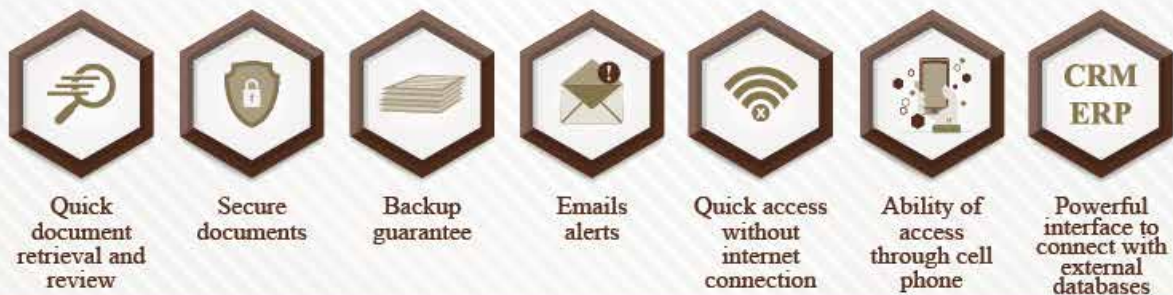 CRM
ERP
Quick
document
retrieval and
review
Secure
documents
Backup
guarantee
Emails
alerts
Quick access
without
internet
connection
Ability of
access
through cell
phone
Powerful
interface to
connect with
external
databases